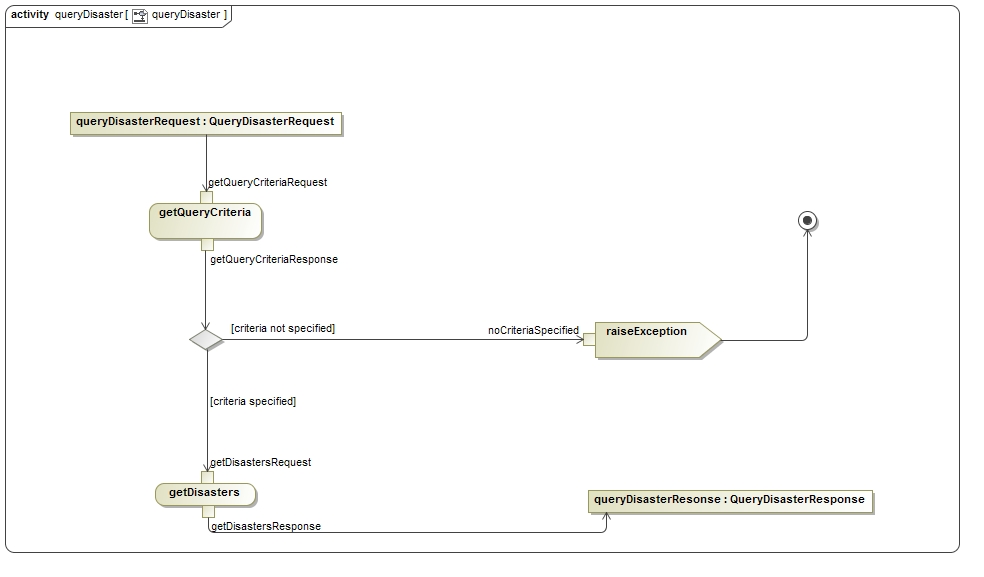 activity queryDisaster[ queryDisaster ]
queryDisasterRequest : QueryDisasterRequest
getQueryCriteriaRequest
getQueryCriteria
getQueryCriteriaResponse
[criteria not specified]
noCriteriaSpecified
raiseException
[criteria specified]
getDisastersRequest
getDisasters
queryDisasterResonse : QueryDisasterResponse
getDisastersResponse